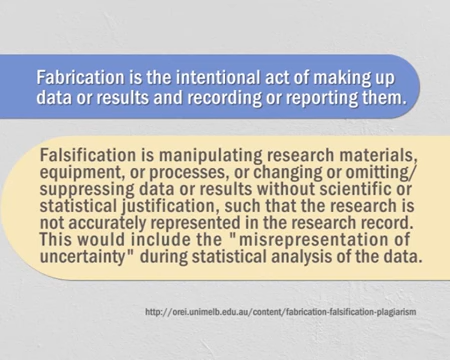 Fabrication is the intentional act of making up
data or results and recording or reporting them.
Falsification is manipulating research materials,
equipment, or processes, or changing or omitting/
suppressing data or results without scientific or
statistical justification, such that the research is
not accurately represented in the research record.
This would include the "misrepresentation of
uncertainty" during statistical analysis of the data.
http://orei.unimelb.edu.au/content/fabrication-falsification-plagiarism